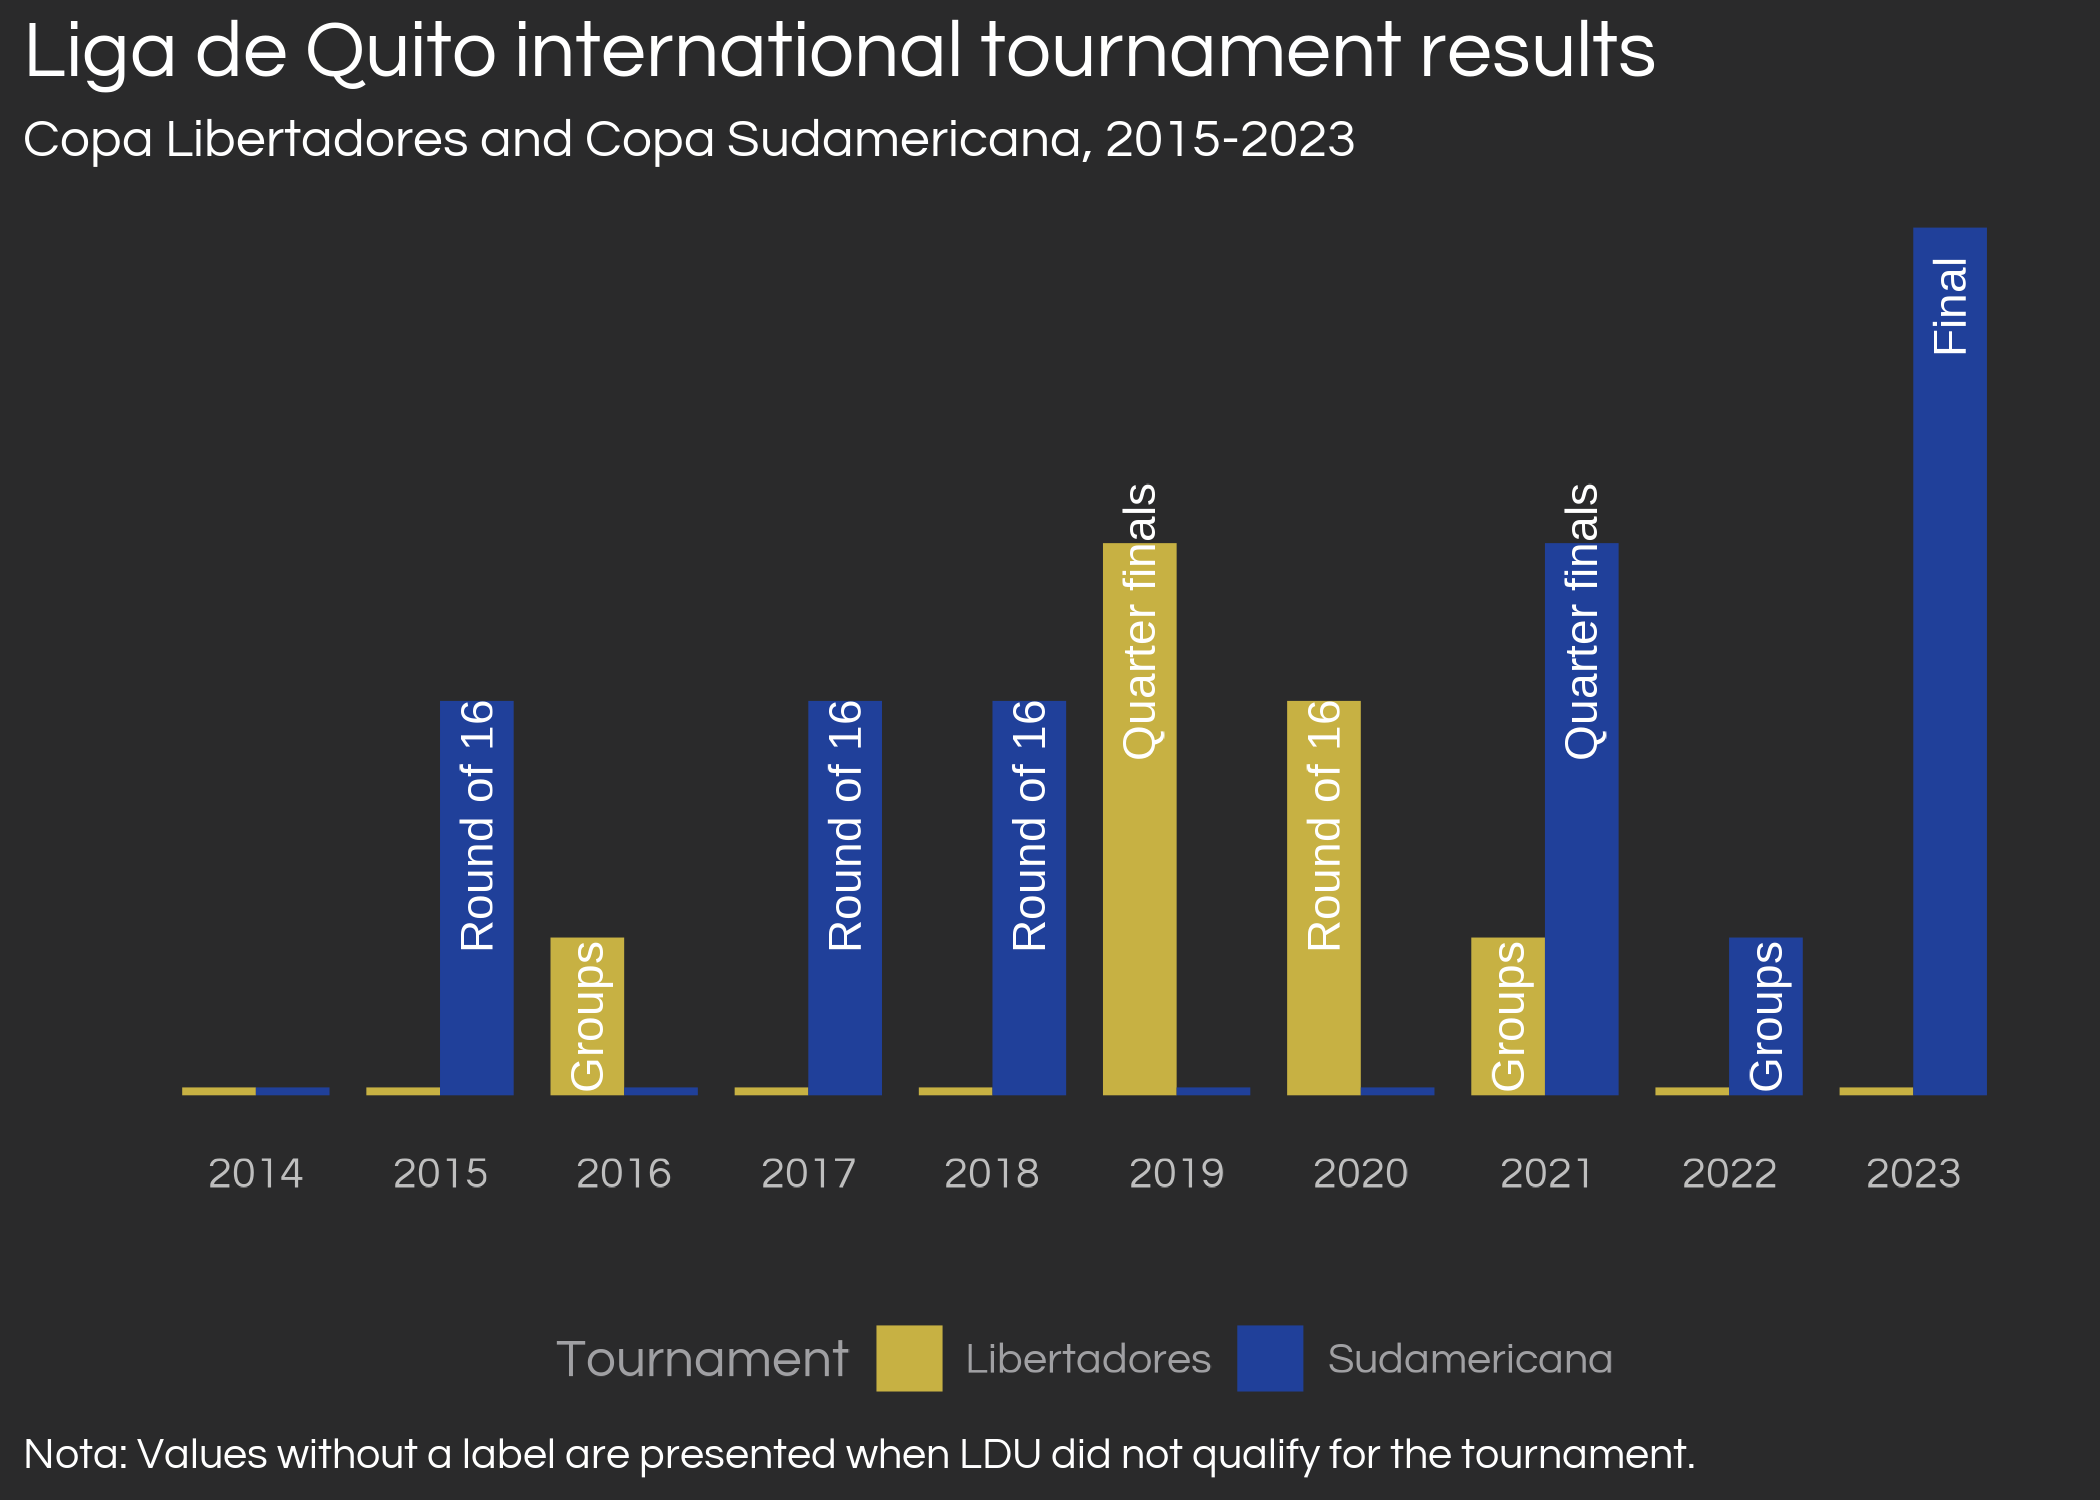 Liga de Quito international tournament results
Copa Libertadores and Copa Sudamericana, 2015-2023
Round of 16
Groups
Round of 16
Round of 16
Quarter finals
Round of 16
Groups
Quarter finals
Groups
Final
2014 2015 2016 2017 2018 2019 2020 2021 2022 2023
Tournament Libertadores Sudamericana
Nota: Values without a label are presented when LDU did not qualify for the tournament.